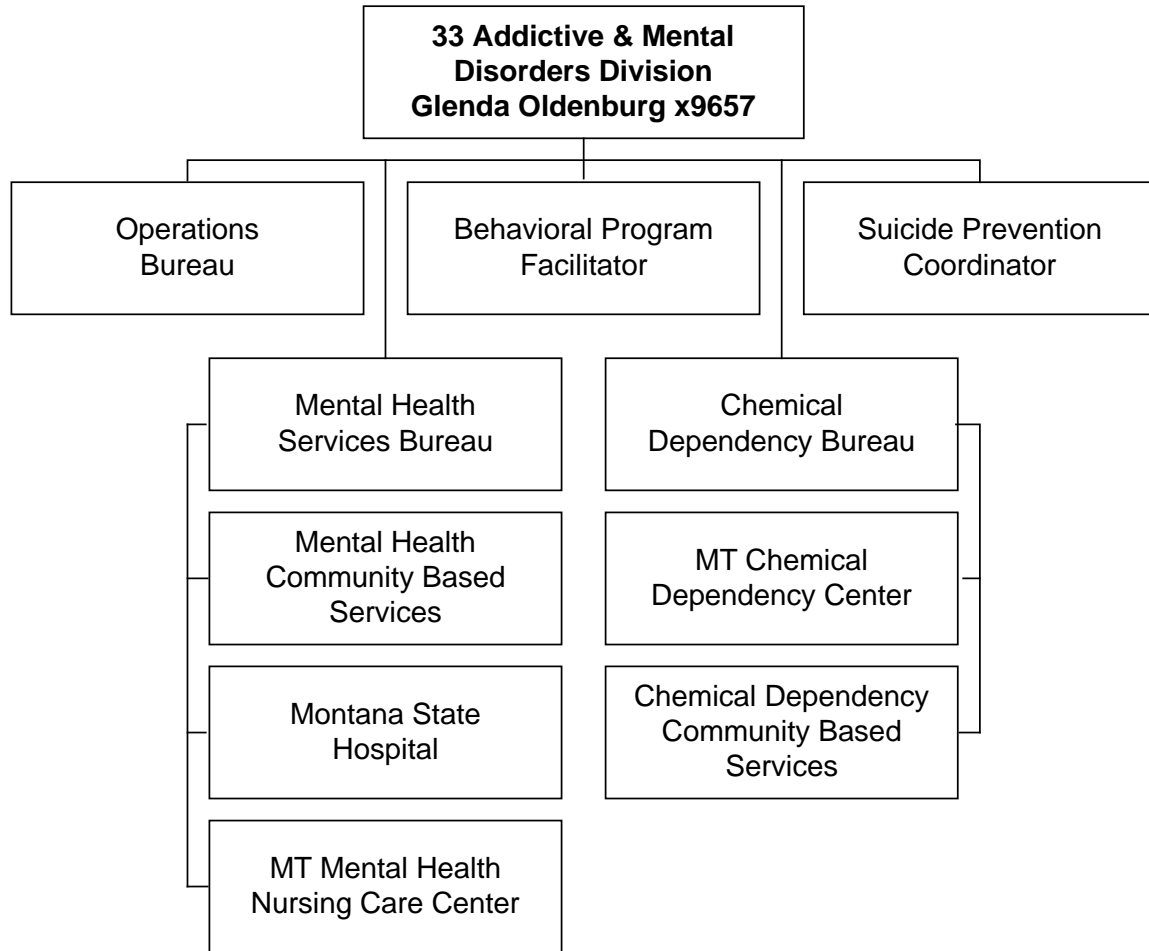 33 Addictive & Mental
Disorders Division
Glenda Oldenburg x9657
Operations
Bureau
Behavioral Program
Facilitator
Suicide Prevention
Coordinator
Mental Health
Services Bureau
Chemical
Dependency Bureau
Mental Health
Community Based
Services
MT Chemical
Dependency Center
Montana State
Hospital
Chemical Dependency
Community Based
Services
MT Mental Health
Nursing Care Center